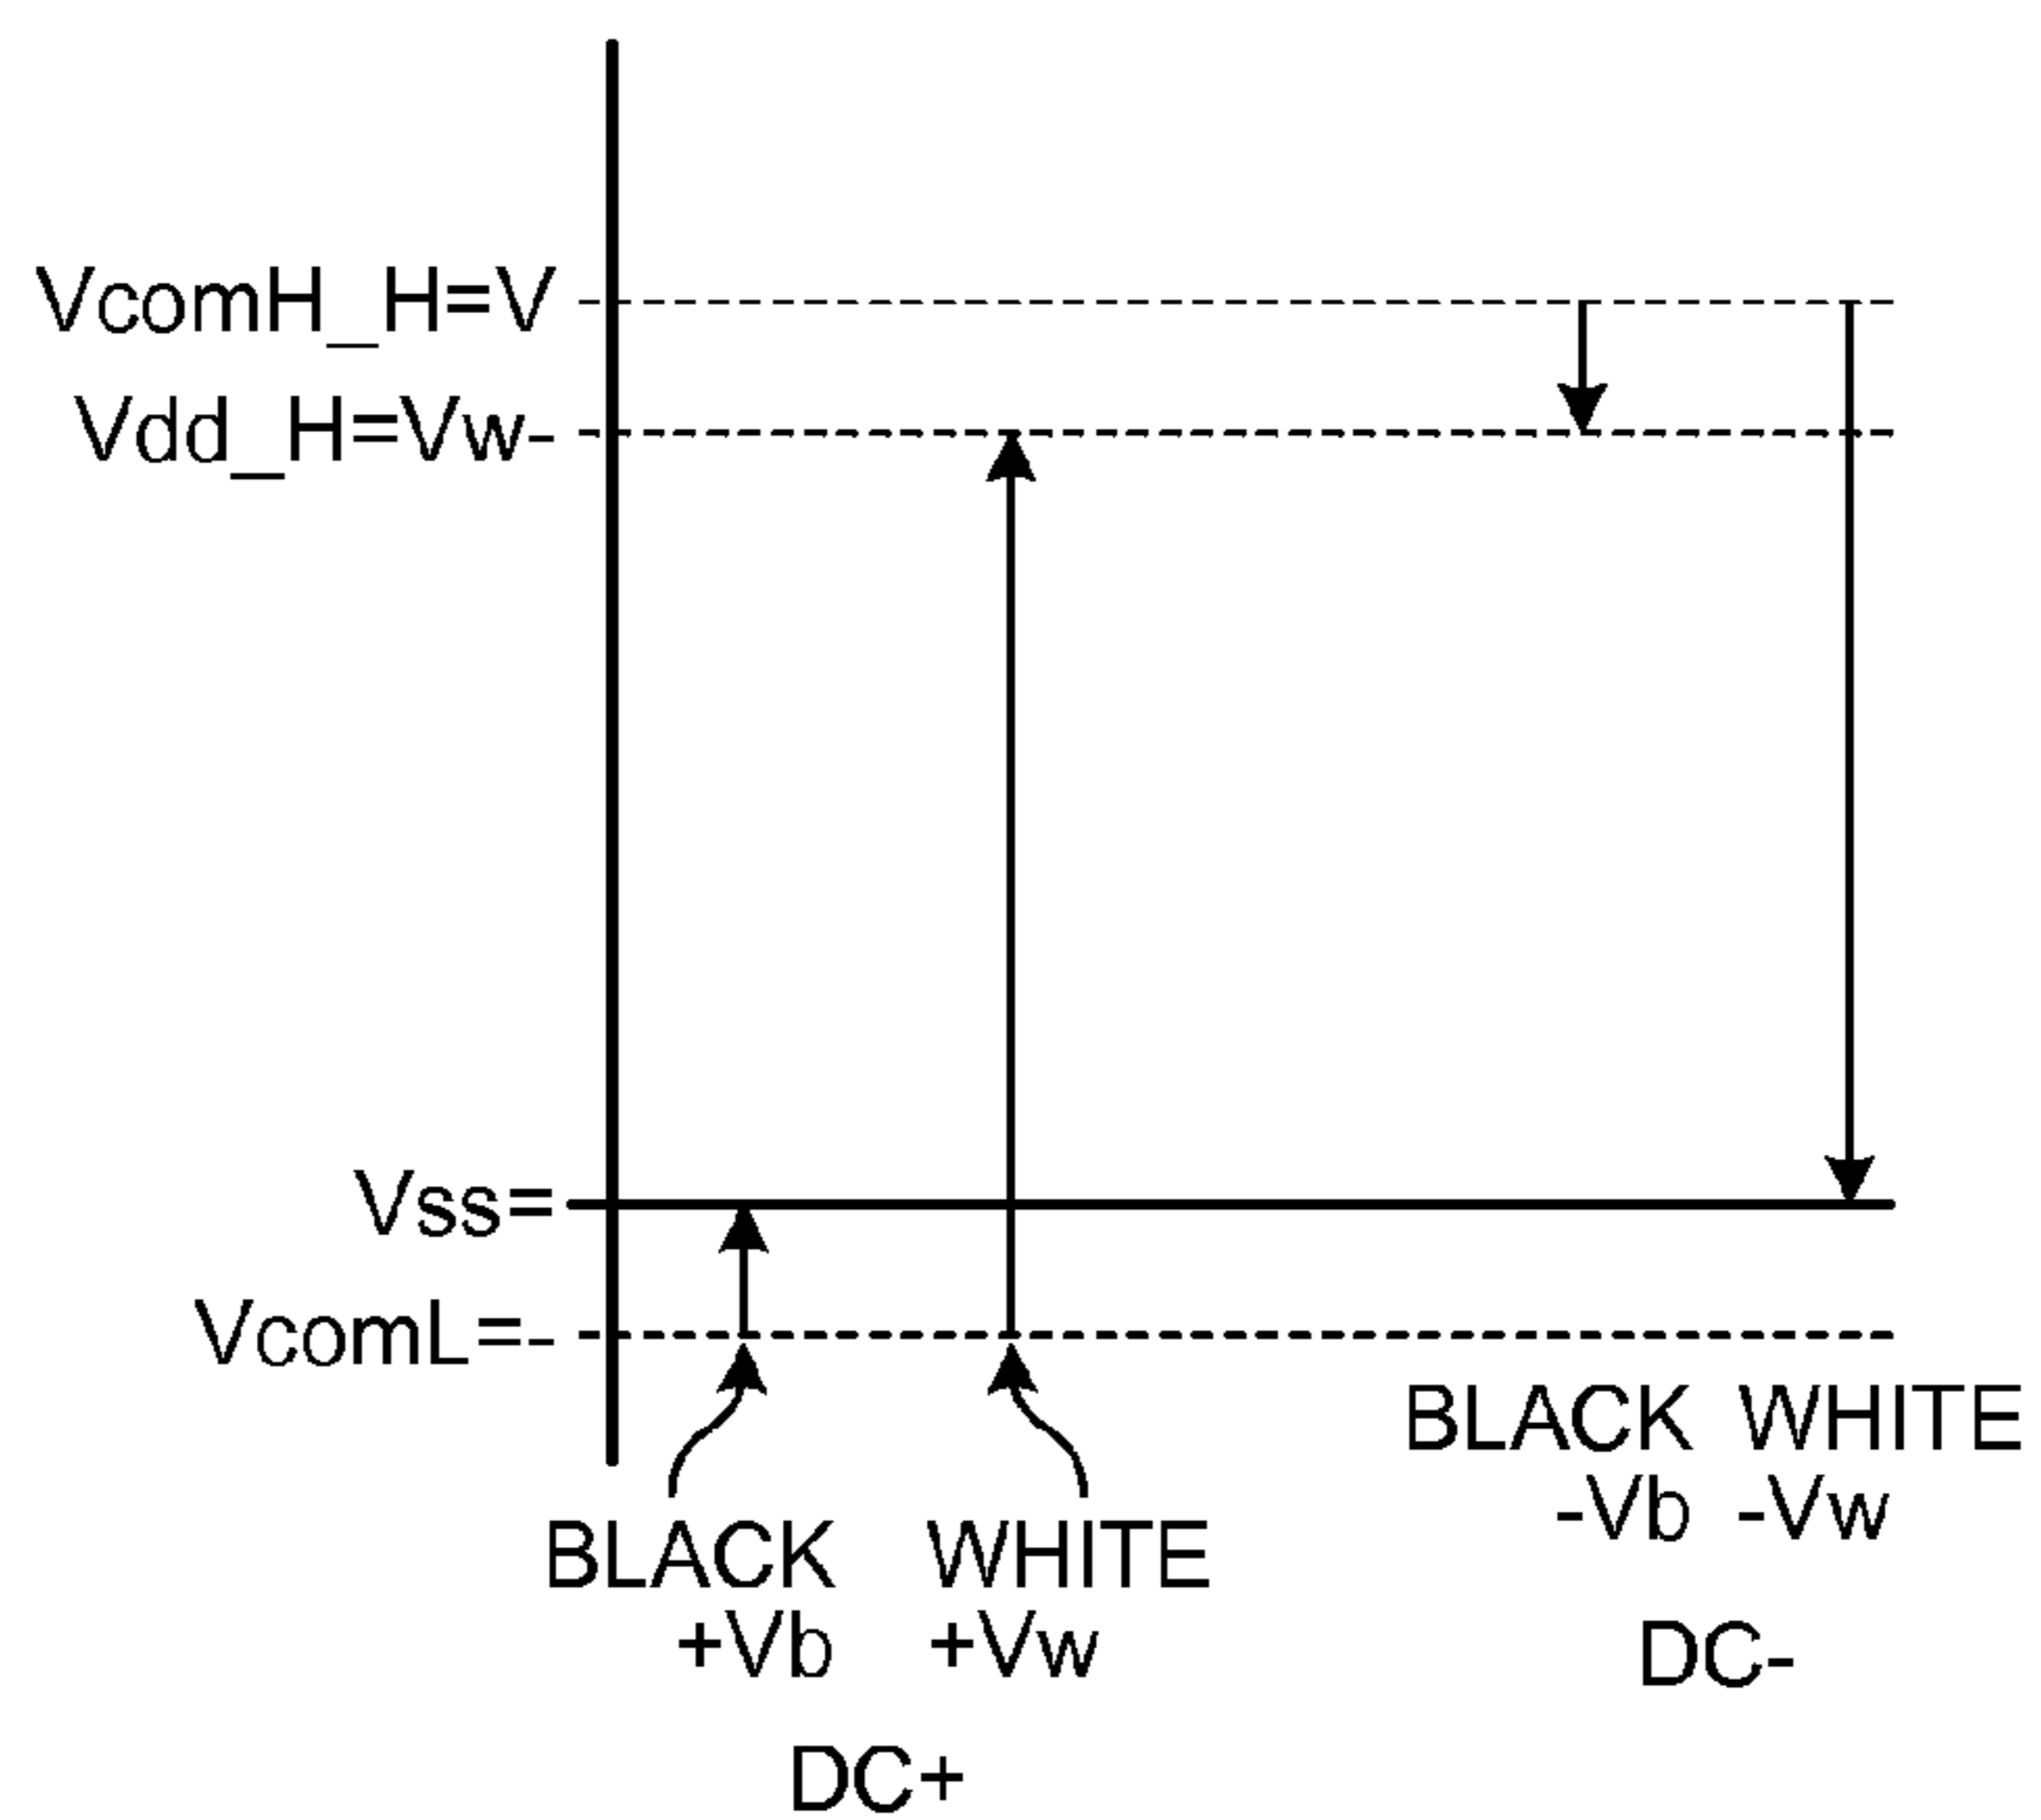 VcomH_H=V
Vdd_H=Vw-
Vss=
VcomL=-
BLACK WHITE
-Vb -Vw
BLACK WHITE
+Vb +Vw
DC-
DC+